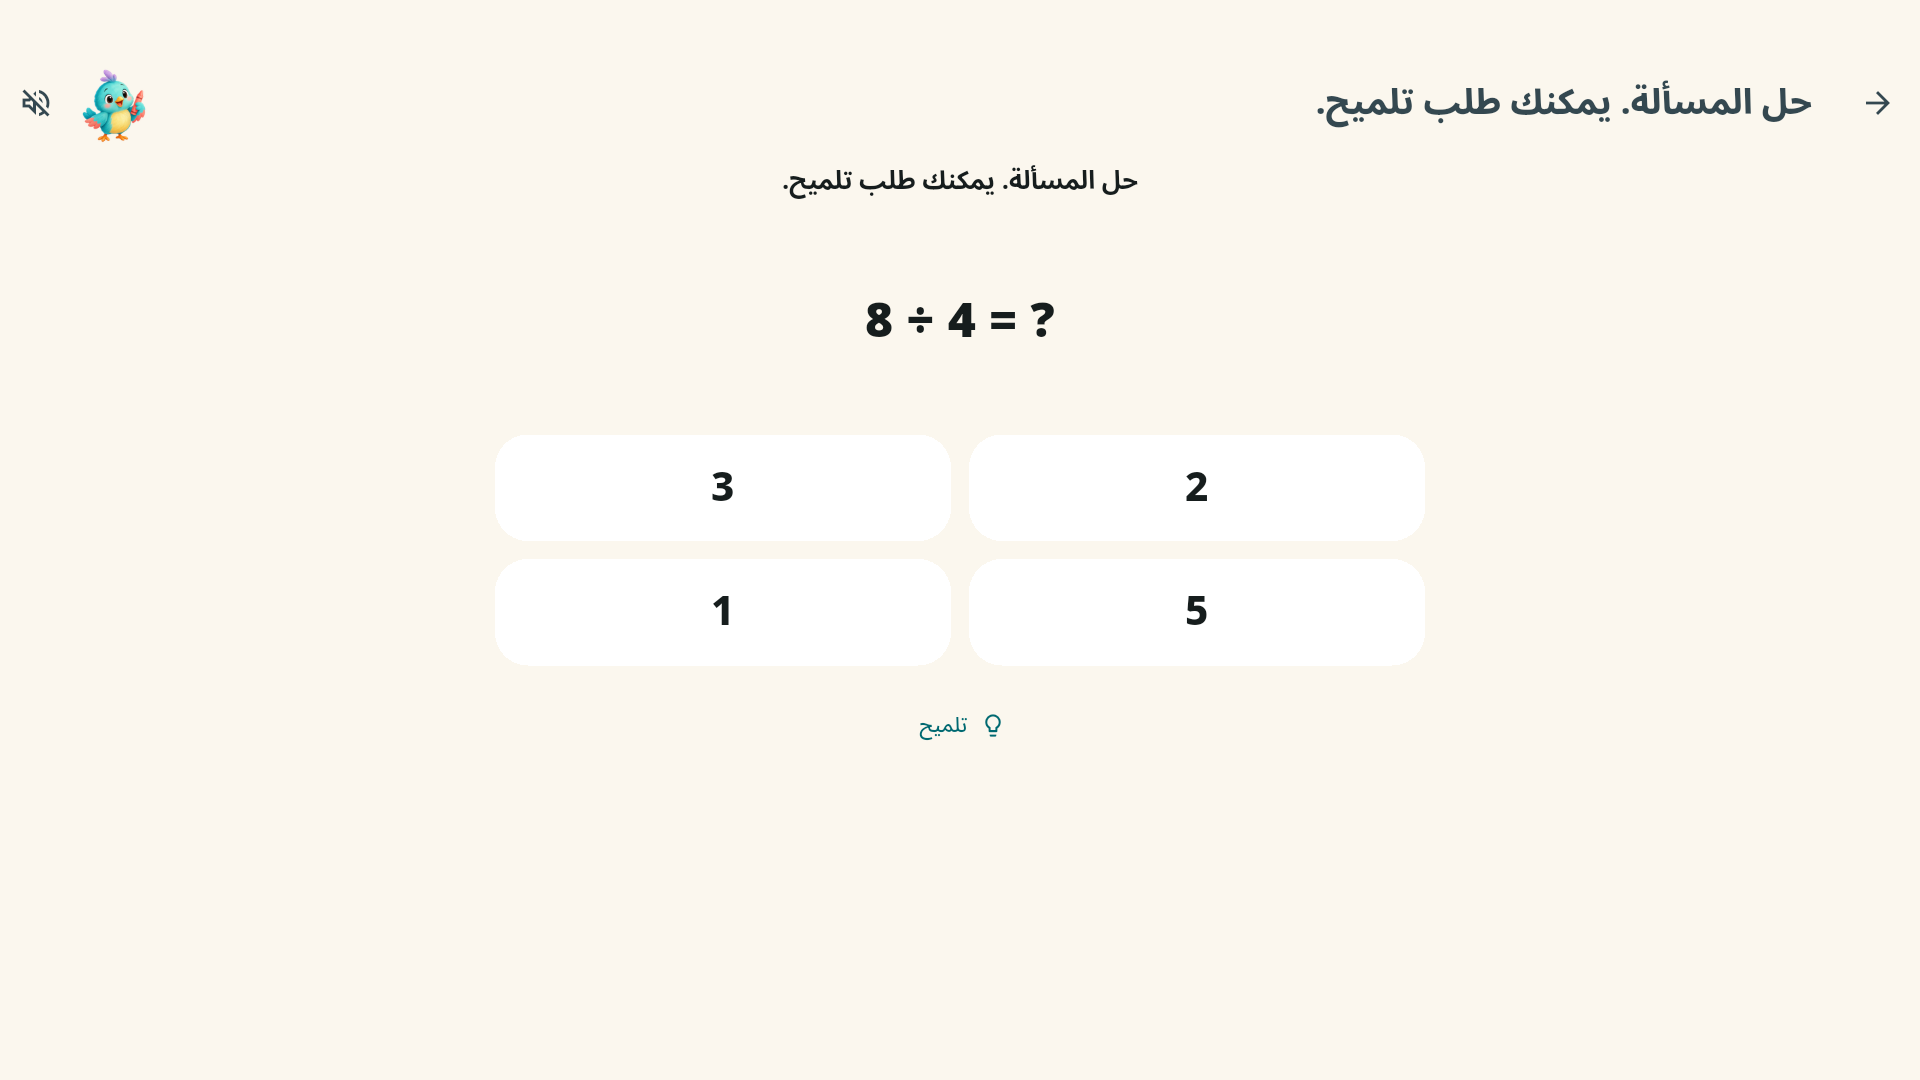 حل المسألة. يمكنك طلب تلميح.
حل المسألة. يمكنك طلب تلميح.
8 ÷ 4 = ?
2
3
5
1
تلميح